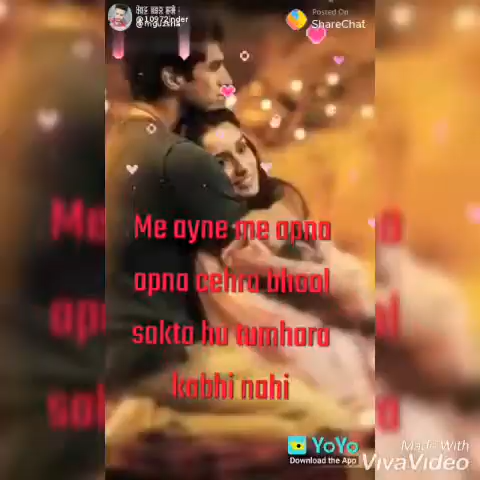 Posted On
ShareChat
Me ayne me apna
apna cehra bhool
sakta hu tumhara
kabhi nahi
YoYo
Download the App
Made With
VivaVideo